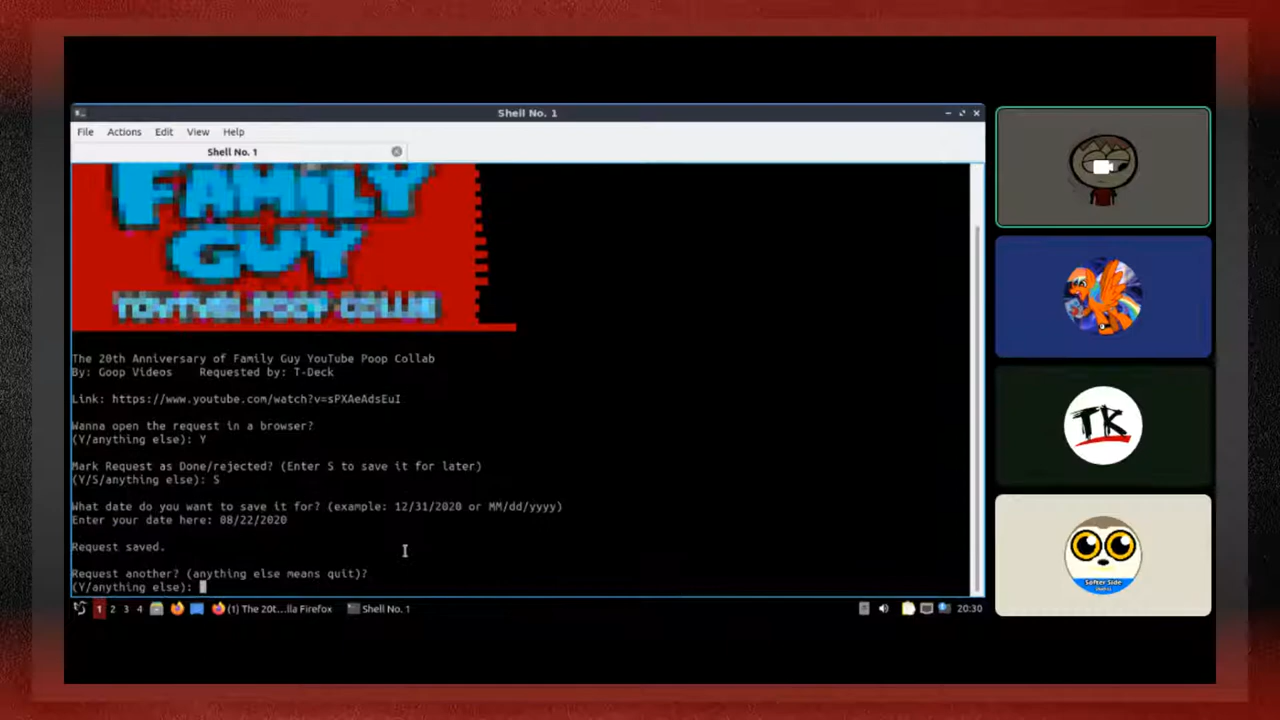 Shell No. 1
File Actions Edit View Help
Shell No. 1
FAMILY
GUY
YOUTUBE POOP COLLAB
The 20th Anniversary of Family Guy YouTube Poop Collab
By: Goop Videos Requested by: T-Deck
Link: https://www.youtube.com/watch?v=sPXAeAdsEuI
Wanna open the request in a browser?
(Y/anything else): Y
Mark Request as Done/rejected? (Enter S to save it for later)
(Y/S/anything else): S
What date do you want to save it for? (example: 12/31/2020 or MM/dd/yyyy)
Enter your date here: 08/22/2020
Request saved.
Request another? (anything else means quit)?
(Y/anything else):
1 2 3 4 (1) The 20t...lla Firefox Shell No. 1 20:30
TK
Softer Side